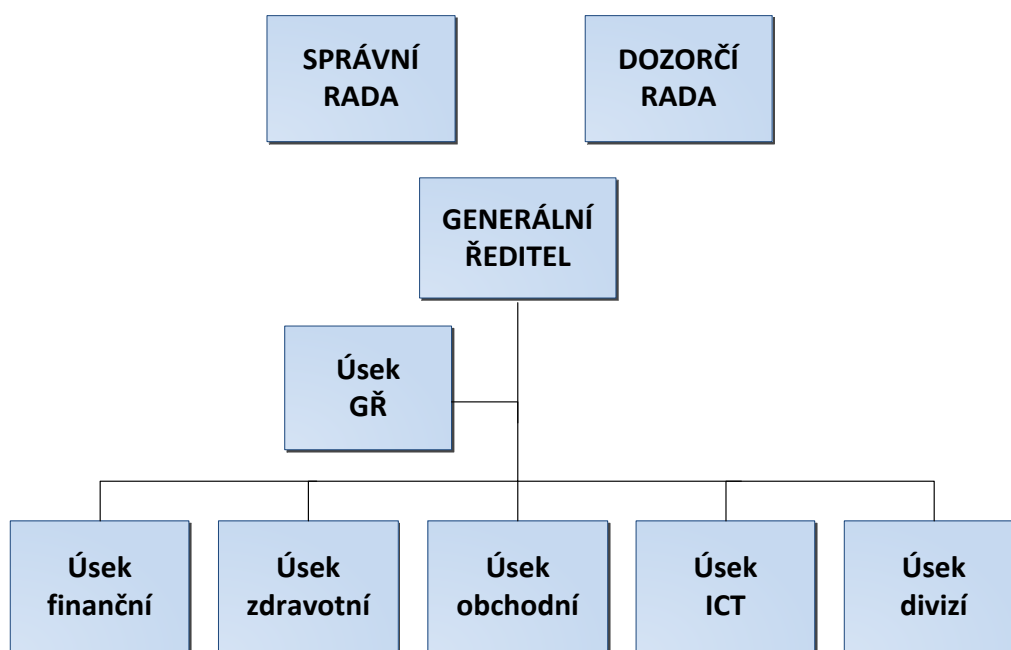 SPRÁVNÍ
RADA
DOZORČÍ
RADA
GENERÁLNÍ
ŘEDITEL
Úsek
GŘ
Úsek
finanční
Úsek
zdravotní
Úsek
obchodní
Úsek
ICT
Úsek
divizí